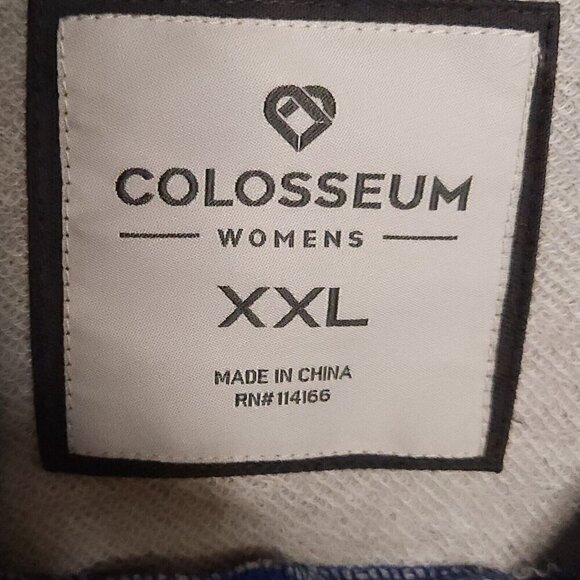 COLOSSEUM
WOMENS
XXL
MADE IN CHINA
RN# 114166